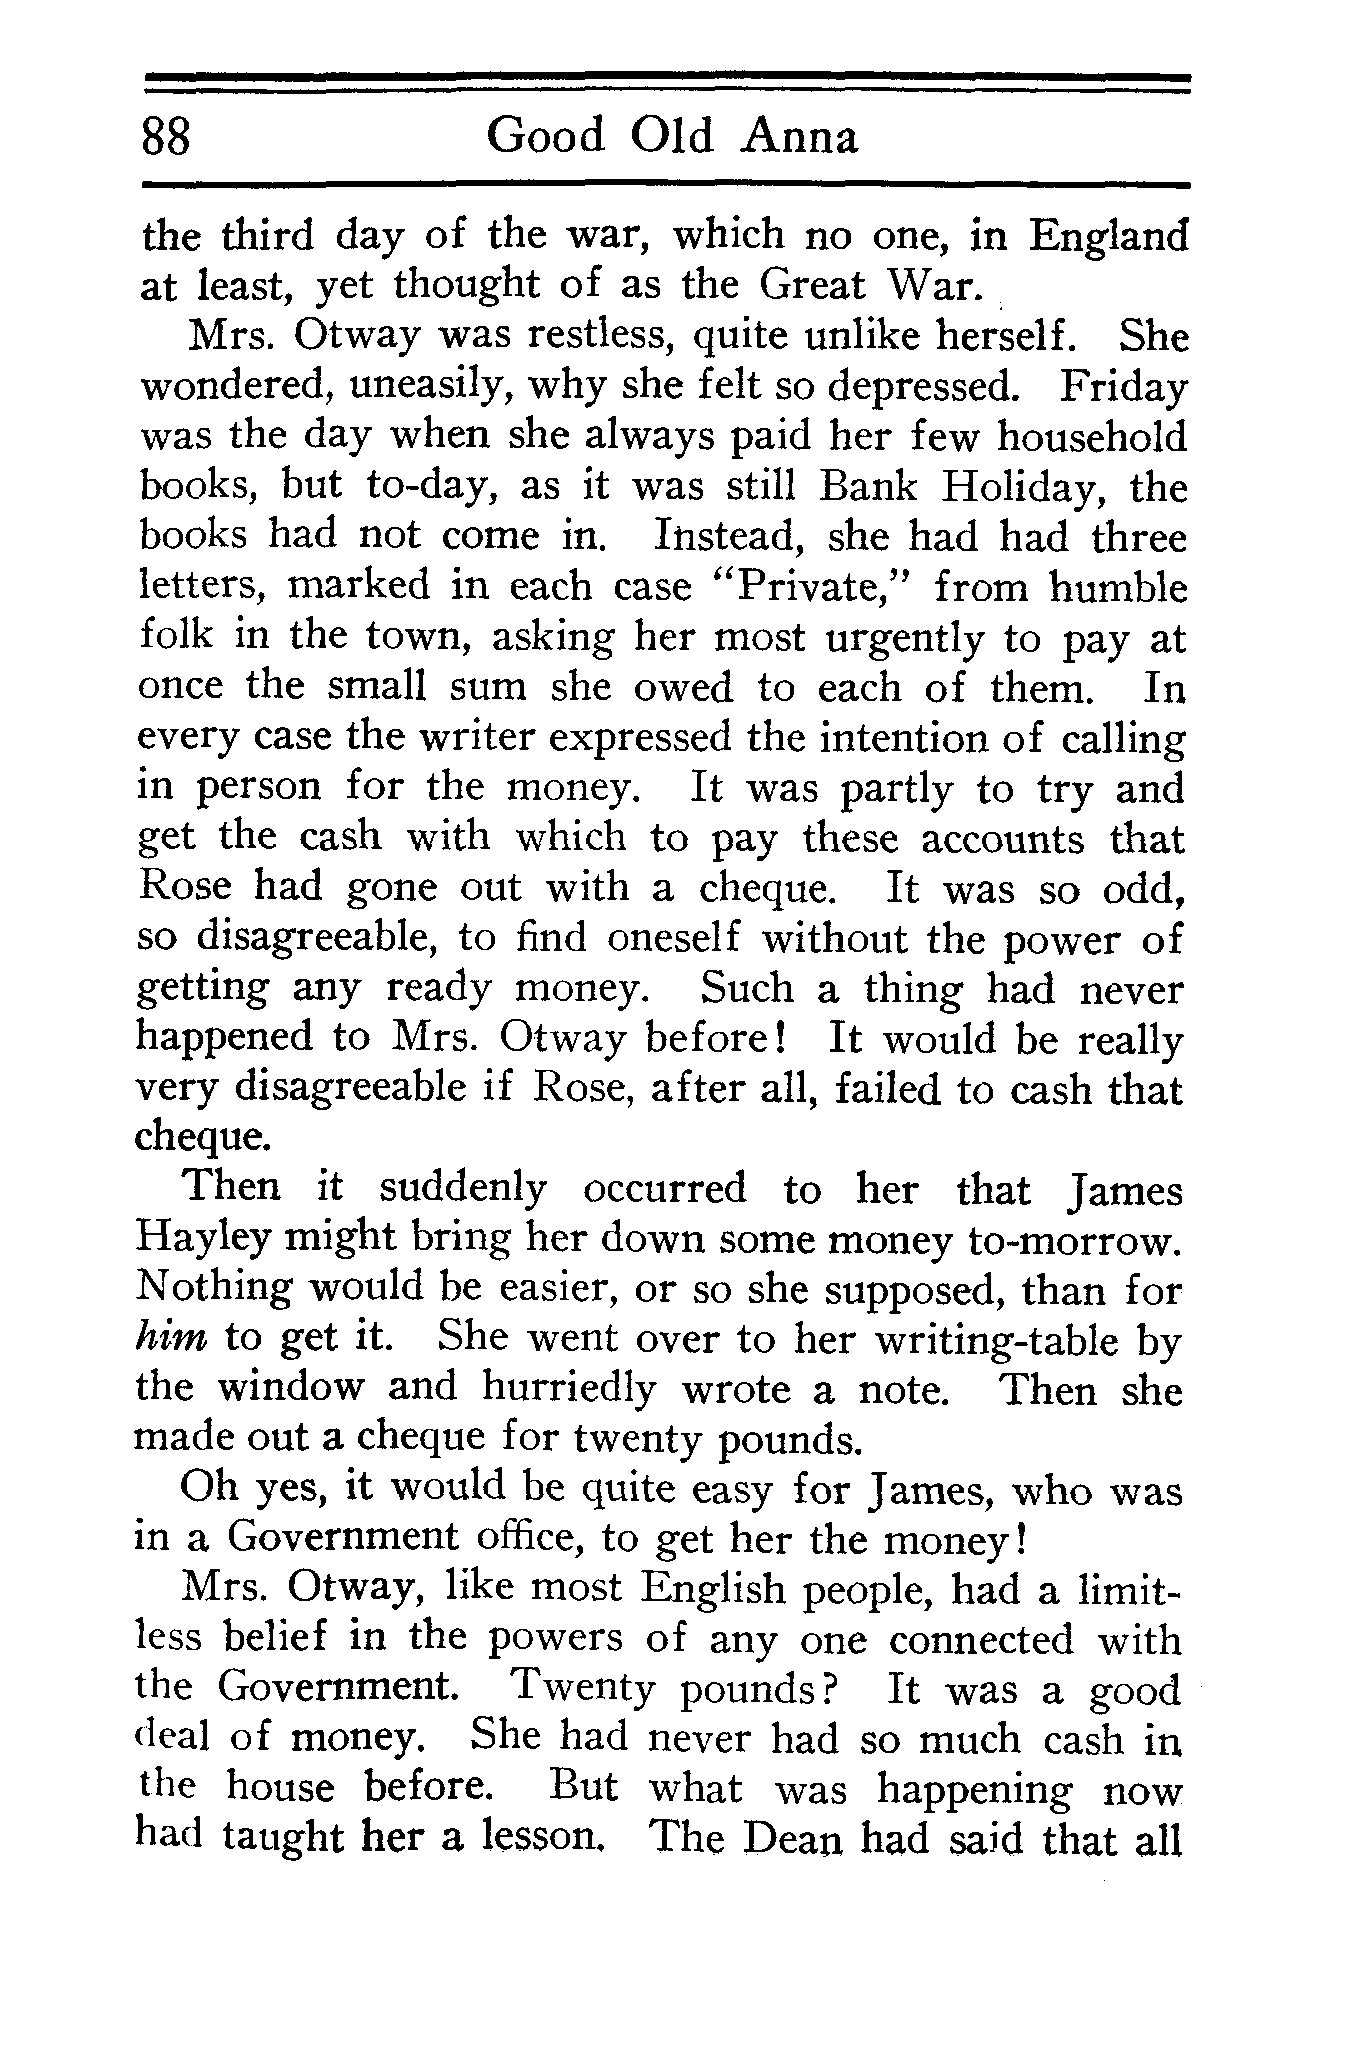 88 Good Old Anna
the third day of the war, which no one, in England
at least, yet thought of as the Great War.
Mrs. Otway was restless, quite unlike herself. She
wondered, uneasily, why she felt so depressed. Friday
was the day when she always paid her few household
books, but to-day, as it was still Bank Holiday, the
books had not come in. Instead, she had had three
letters, marked in each case "Private," from humble
folk in the town, asking her most urgently to pay at
once the small sum she owed to each of them. In
every case the writer expressed the intention of calling
in person for the money. It was partly to try and
get the cash with which to pay these accounts that
Rose had gone out with a cheque. It was so odd,
so disagreeable, to find oneself without the power of
getting any ready money. Such a thing had never
happened to Mrs. Otway before! It would be really
very disagreeable if Rose, after all, failed to cash that
cheque.
Then it suddenly occurred to her that James
Hayley might bring her down some money to-morrow.
Nothing would be easier, or so she supposed, than for
him to get it. She went over to her writing-table by
the window and hurriedly wrote a note. Then she
made out a cheque for twenty pounds.
Oh yes, it would be quite easy for James, who was
in a Government office, to get her the money!
Mrs. Otway, like most English people, had a limit-
less belief in the powers of any one connected with
the Government. Twenty pounds? It was a good
deal of money. She had never had so much cash in
the house before. But what was happening now
had taught her a lesson. The Dean had said that all